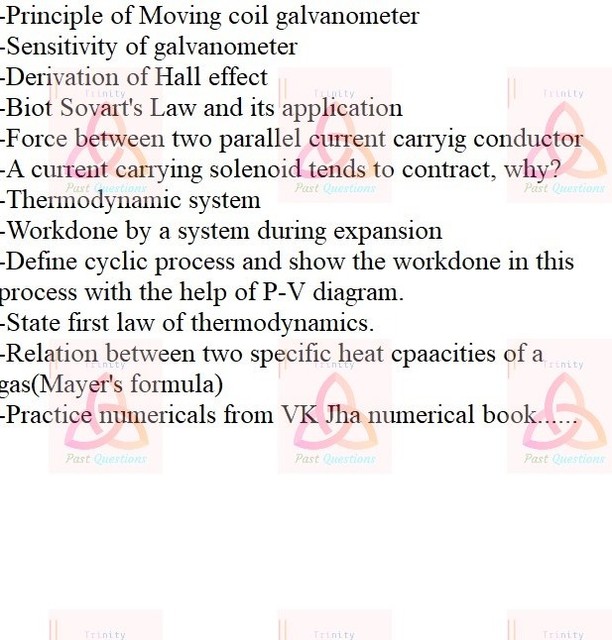 -Principle of Moving coil galvanometer
-Sensitivity of galvanometer
-Derivation of Hall effect
-Biot Sovart's Law and its application
-Force between two parallel current carryig conductor
-A current carrying solenoid tends to contract, why?
-Thermodynamic system
-Workdone by a system during expansion
-Define cyclic process and show the workdone in this
process with the help of P-V diagram.
-State first law of thermodynamics.
-Relation between two specific heat cpaacities of a
gas(Mayer's formula)
-Practice numericals from VK Jha numerical book......
Trinity Trinity Trinity
Past Questions Past Questions Past Questions
Trinity Trinity Trinity
Past Questions Past Questions Past Questions
Trinity Trinity Trinity